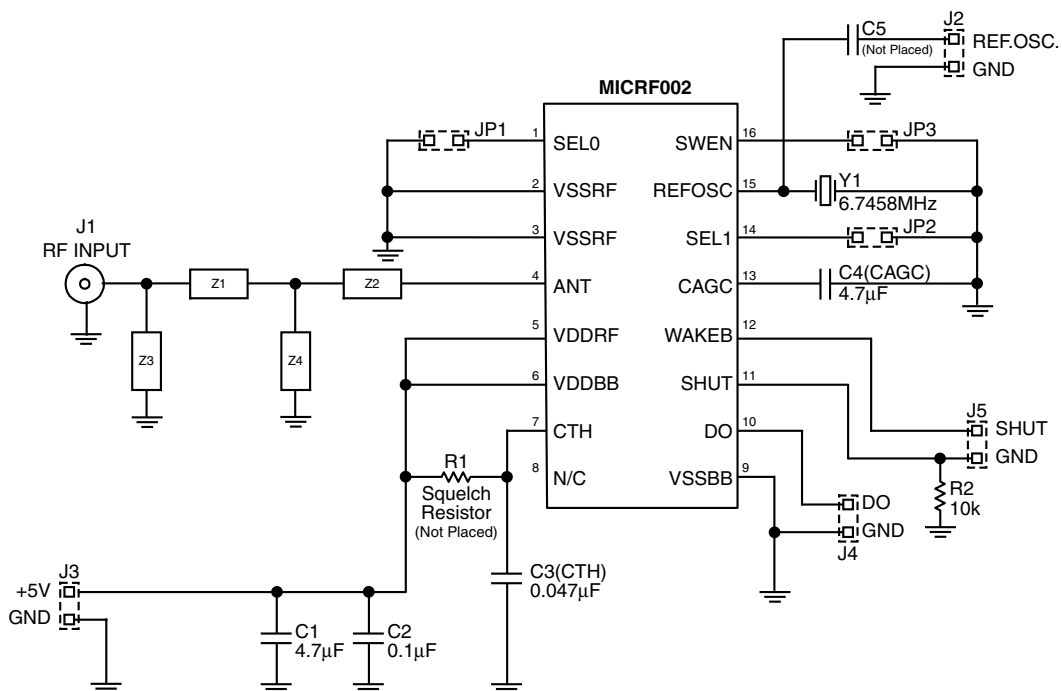 C5
(Not Placed)
J2
REF.OSC.
GND
MICRF002
JP1
1
SEL0
SWEN
16
JP3
2
VSSRF
REFOSC
15
Y1
6.7458MHz
3
VSSRF
SEL1
14
JP2
J1
RF INPUT
Z1
Z2
4
ANT
CAGC
13
C4(CAGC)
4.7µF
Z3
Z4
5
VDDRF
WAKEB
12
6
VDDBB
SHUT
11
7
CTH
DO
10
J5
SHUT
GND
R1
Squelch
Resistor
(Not Placed)
8
N/C
VSSBB
9
R2
10k
DO
GND
J4
J3
+5V
GND
C3(CTH)
0.047µF
C1
4.7µF
C2
0.1µF